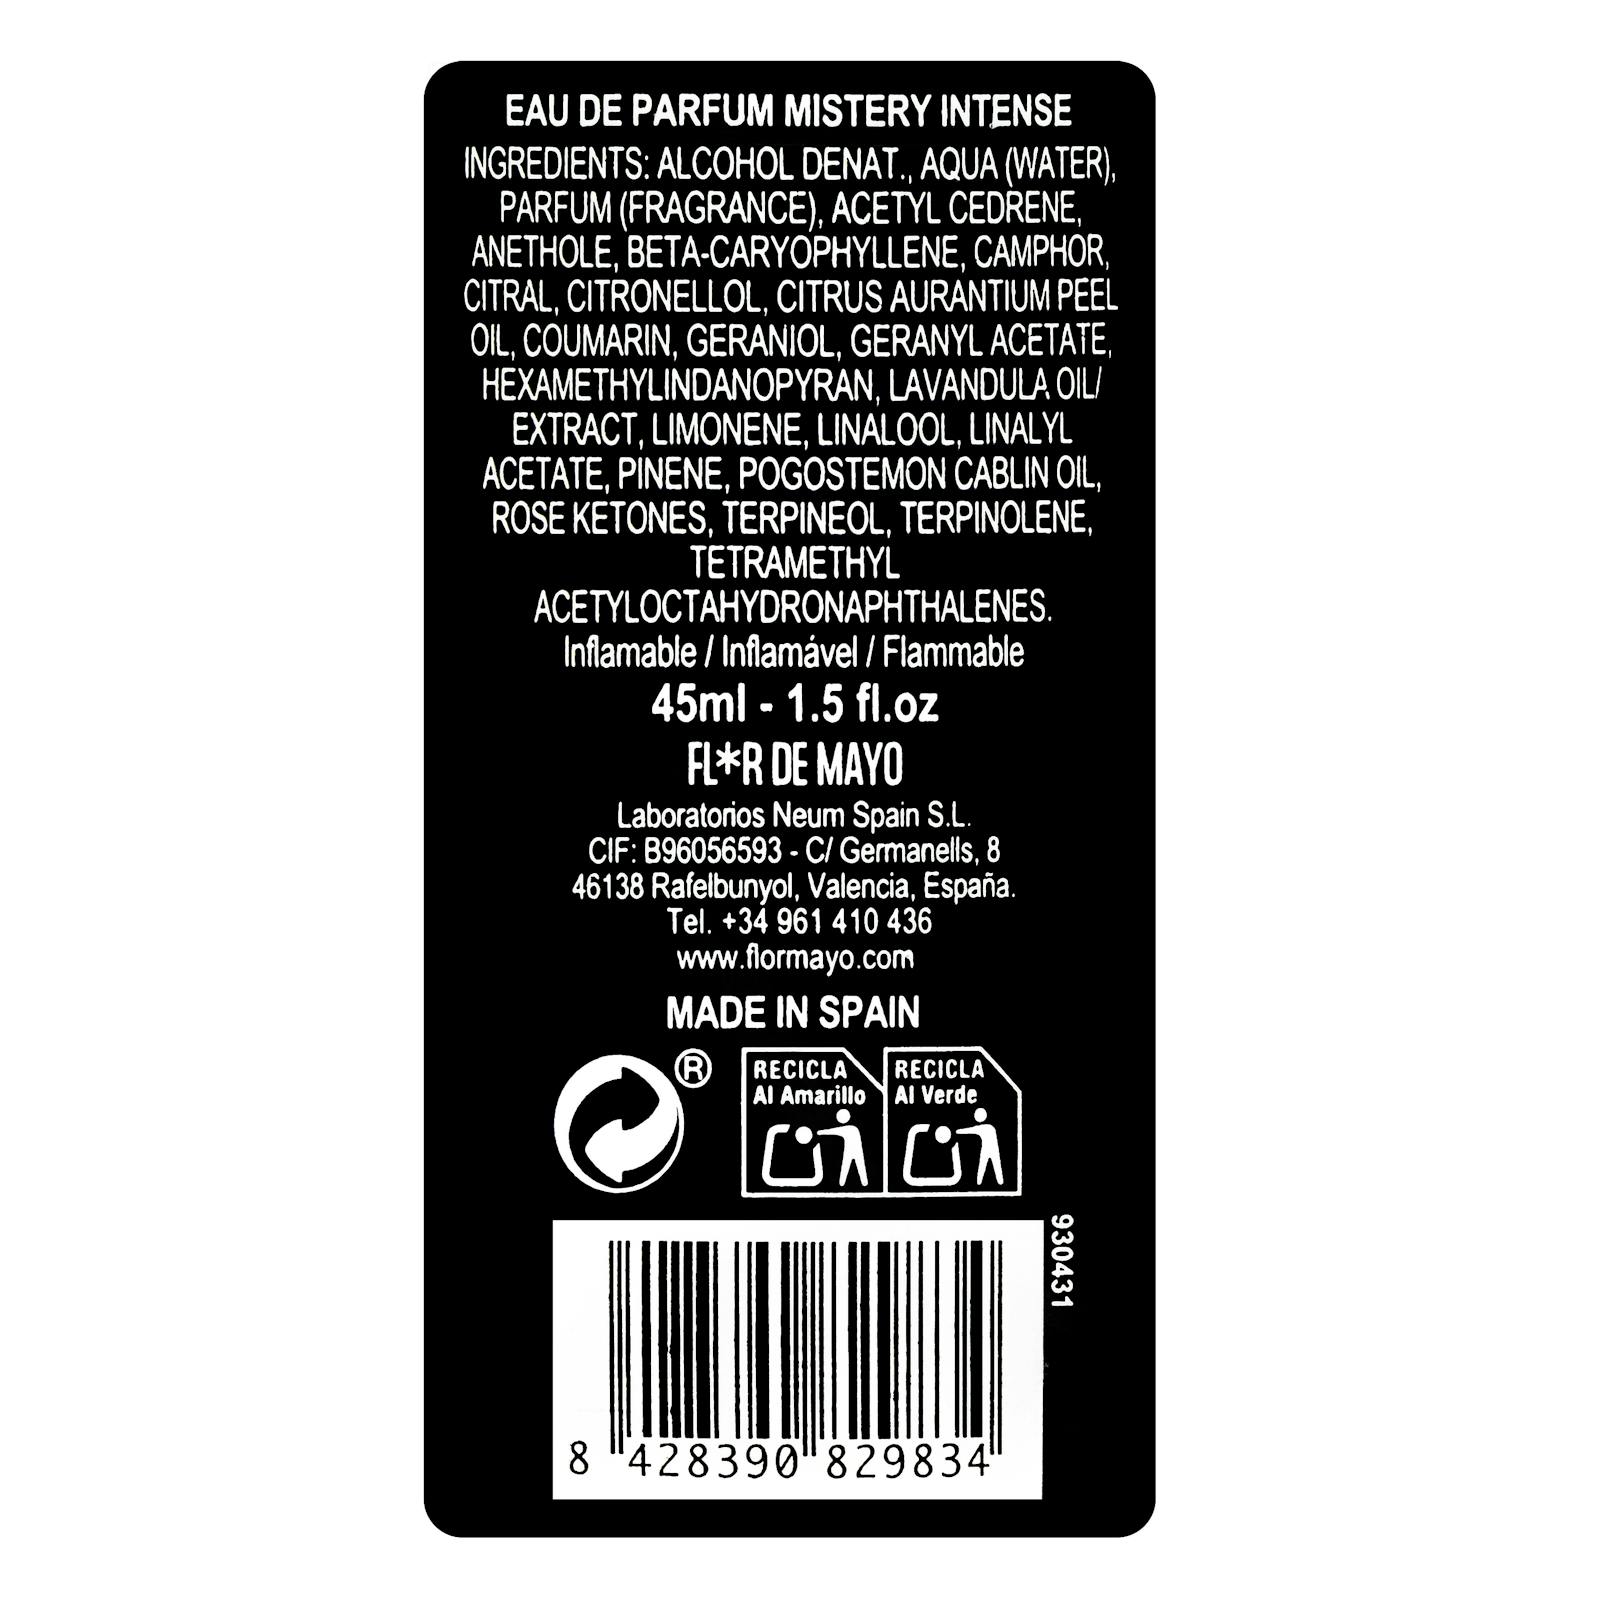 EAU DE PARFUM MISTERY INTENSE
INGREDIENTS: ALCOHOL DENAT., AQUA (WATER),
PARFUM (FRAGRANCE), ACETYL CEDRENE,
ANETHOLE, BETA-CARYOPHYLLENE, CAMPHOR,
CITRAL, CITRONELLOL, CITRUS AURANTIUM PEEL
OIL, COUMARIN, GERANIOL, GERANYL ACETATE,
HEXAMETHYLINDANOPYRAN, LAVANDULA OIL/
EXTRACT, LIMONENE, LINALOOL, LINALYL
ACETATE, PINENE, POGOSTEMON CABLIN OIL,
ROSE KETONES, TERPINEOL, TERPINOLENE,
TETRAMETHYL
ACETYLOCTAHYDRONAPHTHALENES.
Inflamable / Inflamável / Flammable
45ml - 1.5 fl.oz
FL*R DE MAYO
Laboratorios Neum Spain S.L.
CIF: B96056593 - C/ Germanells, 8
46138 Rafelbunyol, Valencia, España.
Tel. +34 961 410 436
www.flormayo.com
MADE IN SPAIN
®
RECICLA
Al Amarillo
RECICLA
Al Verde
930431
8 428390 829834